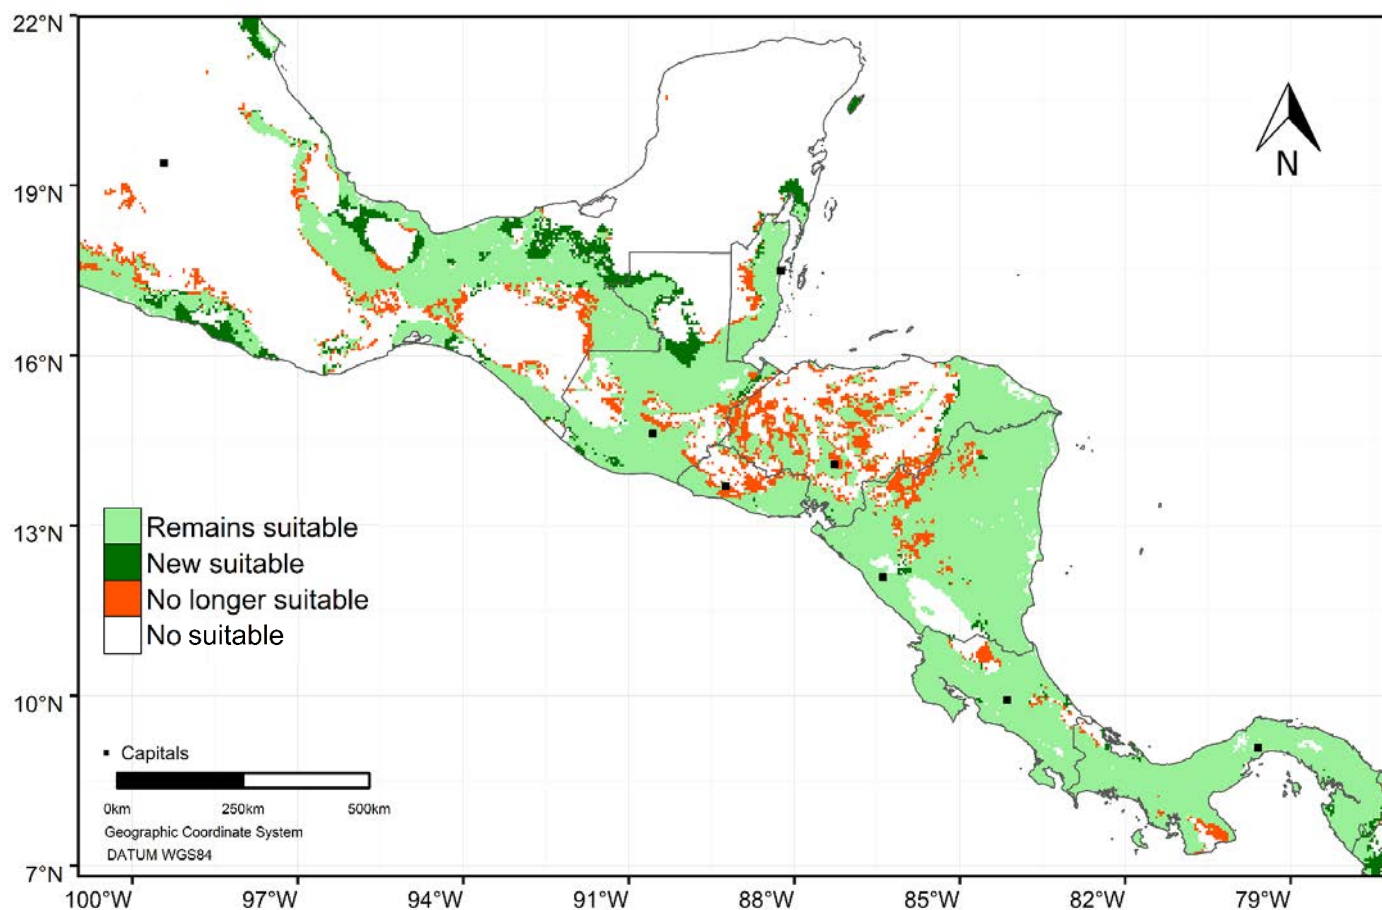 22°N
19°N
16°N
13°N
10°N
7°N
N
Remains suitable
New suitable
No longer suitable
No suitable
Capitals
0km 250km 500km
Geographic Coordinate System
DATUM WGS84
100°W 97°W 94°W 91°W 88°W 85°W 82°W 79°W